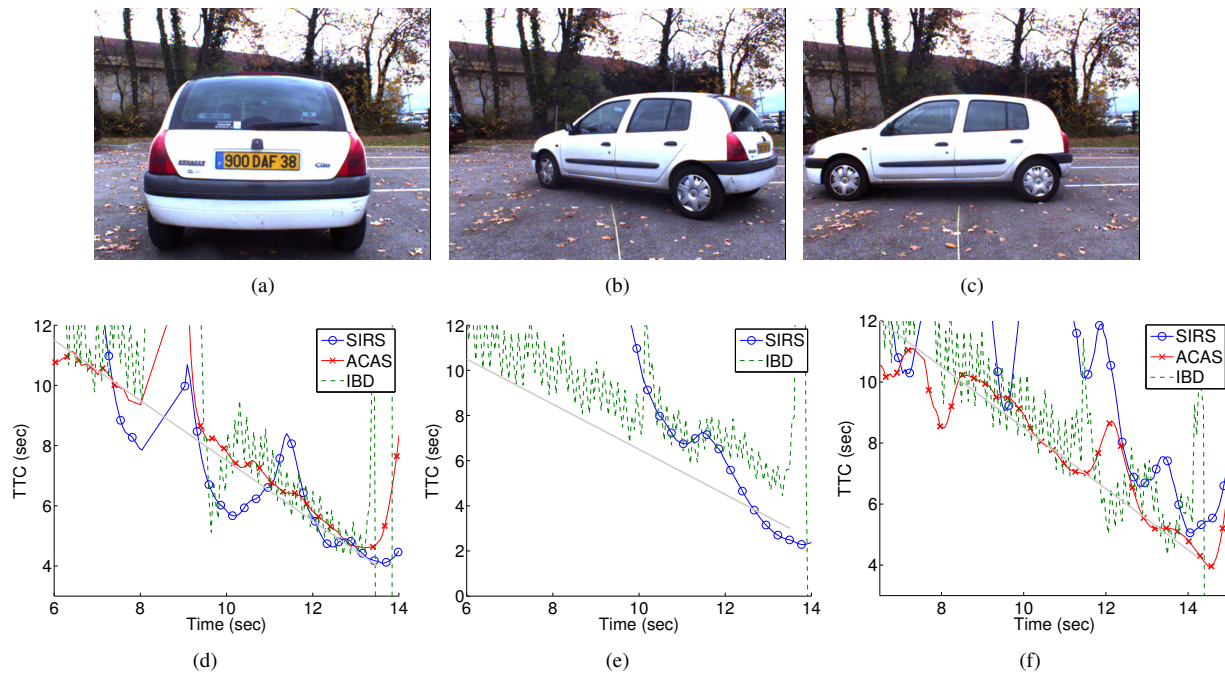 RENAULT
900 DAF 38
Clio
(a)
(b)
(c)
12
10
8
6
4
TTC (sec)
SIRS
ACAS
IBD
6
8
10
12
14
Time (sec)
(d)
12
10
8
6
4
2
0
TTC (sec)
SIRS
IBD
6
8
10
12
14
Time (sec)
(e)
12
10
8
6
4
TTC (sec)
SIRS
ACAS
IBD
8
10
12
14
Time (sec)
(f)